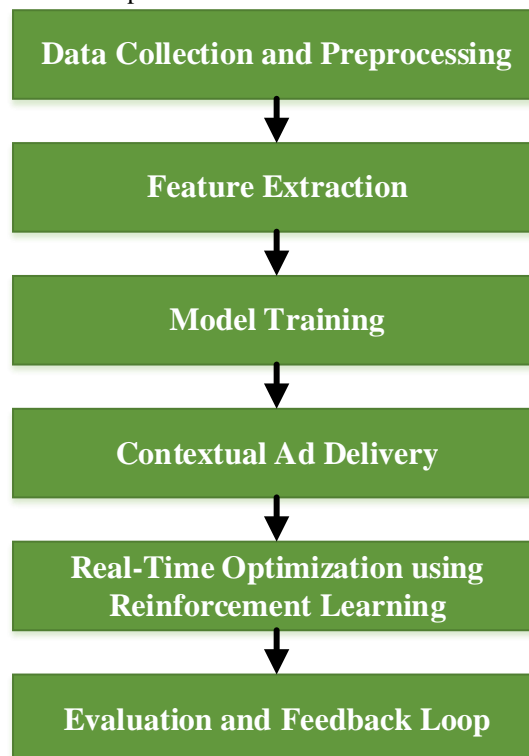 Data Collection and Preprocessing
Feature Extraction
Model Training
Contextual Ad Delivery
Real-Time Optimization using
Reinforcement Learning
Evaluation and Feedback Loop